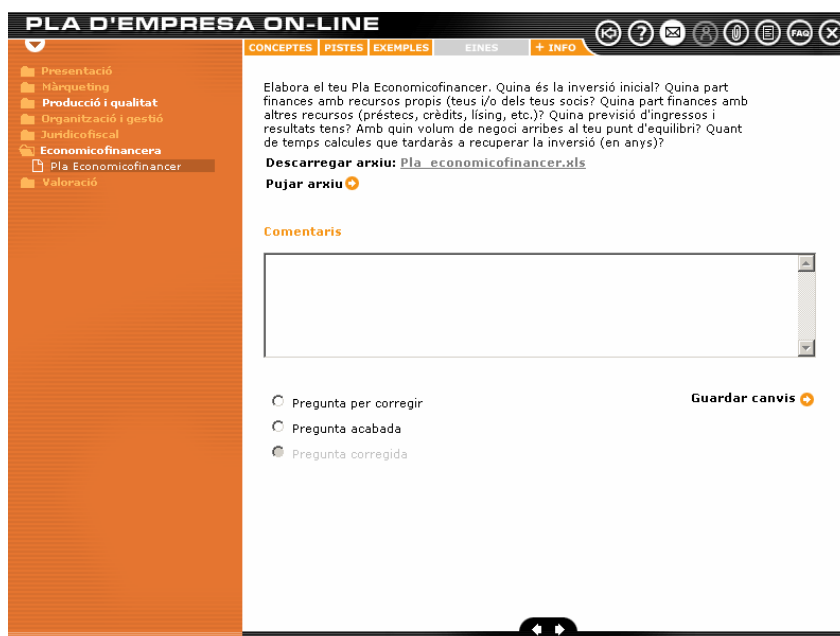 PLA D'EMPRESA ON-LINE
FAQ
CONCEPTES PISTES EXEMPLES EINES + INFO
Presentació
Màrqueting
Producció i qualitat
Organització i gestió
Jurídicofiscal
Economicofinancera
Pla Economicofinancer
Valoració
Elabora el teu Pla Economicofinancer. Quina és la inversió inicial? Quina part
finances amb recursos propis (teus i/o dels teus socis? Quina part finances amb
altres recursos (préstecs, crèdits, lísing, etc.)? Quina previsió d'ingressos i
resultats tens? Amb quin volum de negoci arribes al teu punt d'equilibri? Quant
de temps calcules que tardaràs a recuperar la inversió (en anys)?
Descarregar arxiu: Pla_economicofinancer.xls
Pujar arxiu
Comentaris
Pregunta per corregir
Guardar canvis
Pregunta acabada
Pregunta corregida